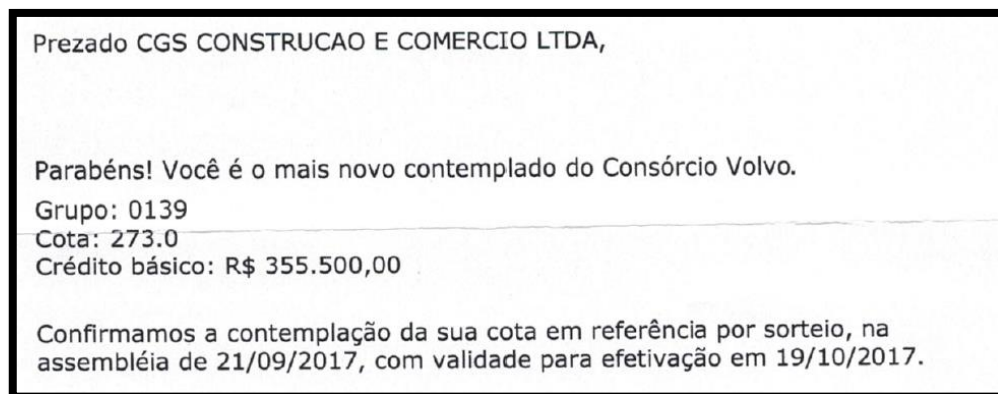 Prezado CGS CONSTRUCAO E COMERCIO LTDA,
Parabéns! Você é o mais novo contemplado do Consórcio Volvo.
Grupo: 0139
Cota: 273.0
Crédito básico: R$ 355.500,00
Confirmamos a contemplação da sua cota em referência por sorteio, na
assembléia de 21/09/2017, com validade para efetivação em 19/10/2017.